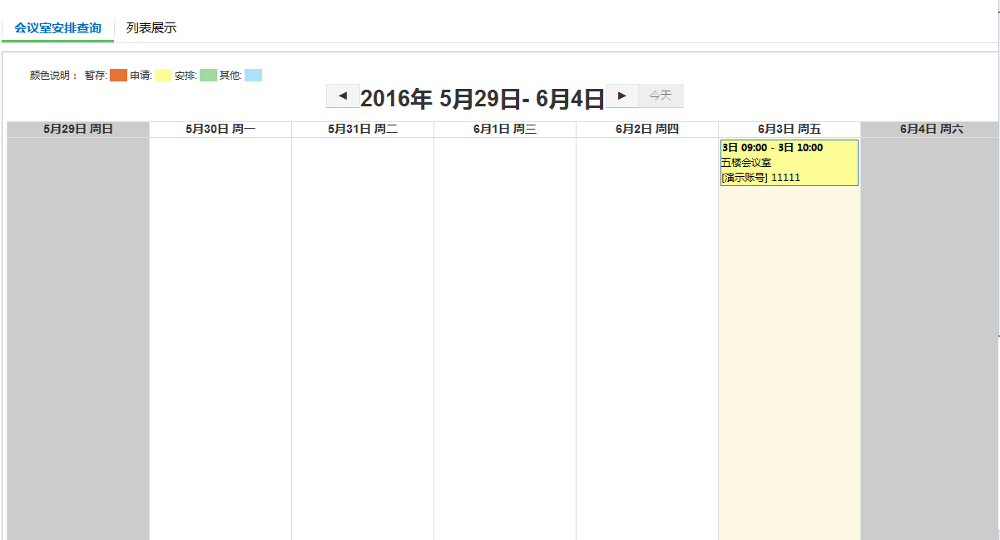 会议室安排查询 列表展示
颜色说明： 暂存: 申请: 安排: 其他:
◄ 2016年 5月29日- 6月4日 ► 今天
5月29日 周日 5月30日 周一 5月31日 周二 6月1日 周三 6月2日 周四 6月3日 周五 6月4日 周六
3日 09:00 - 3日 10:00
五楼会议室
[演示账号] 11111